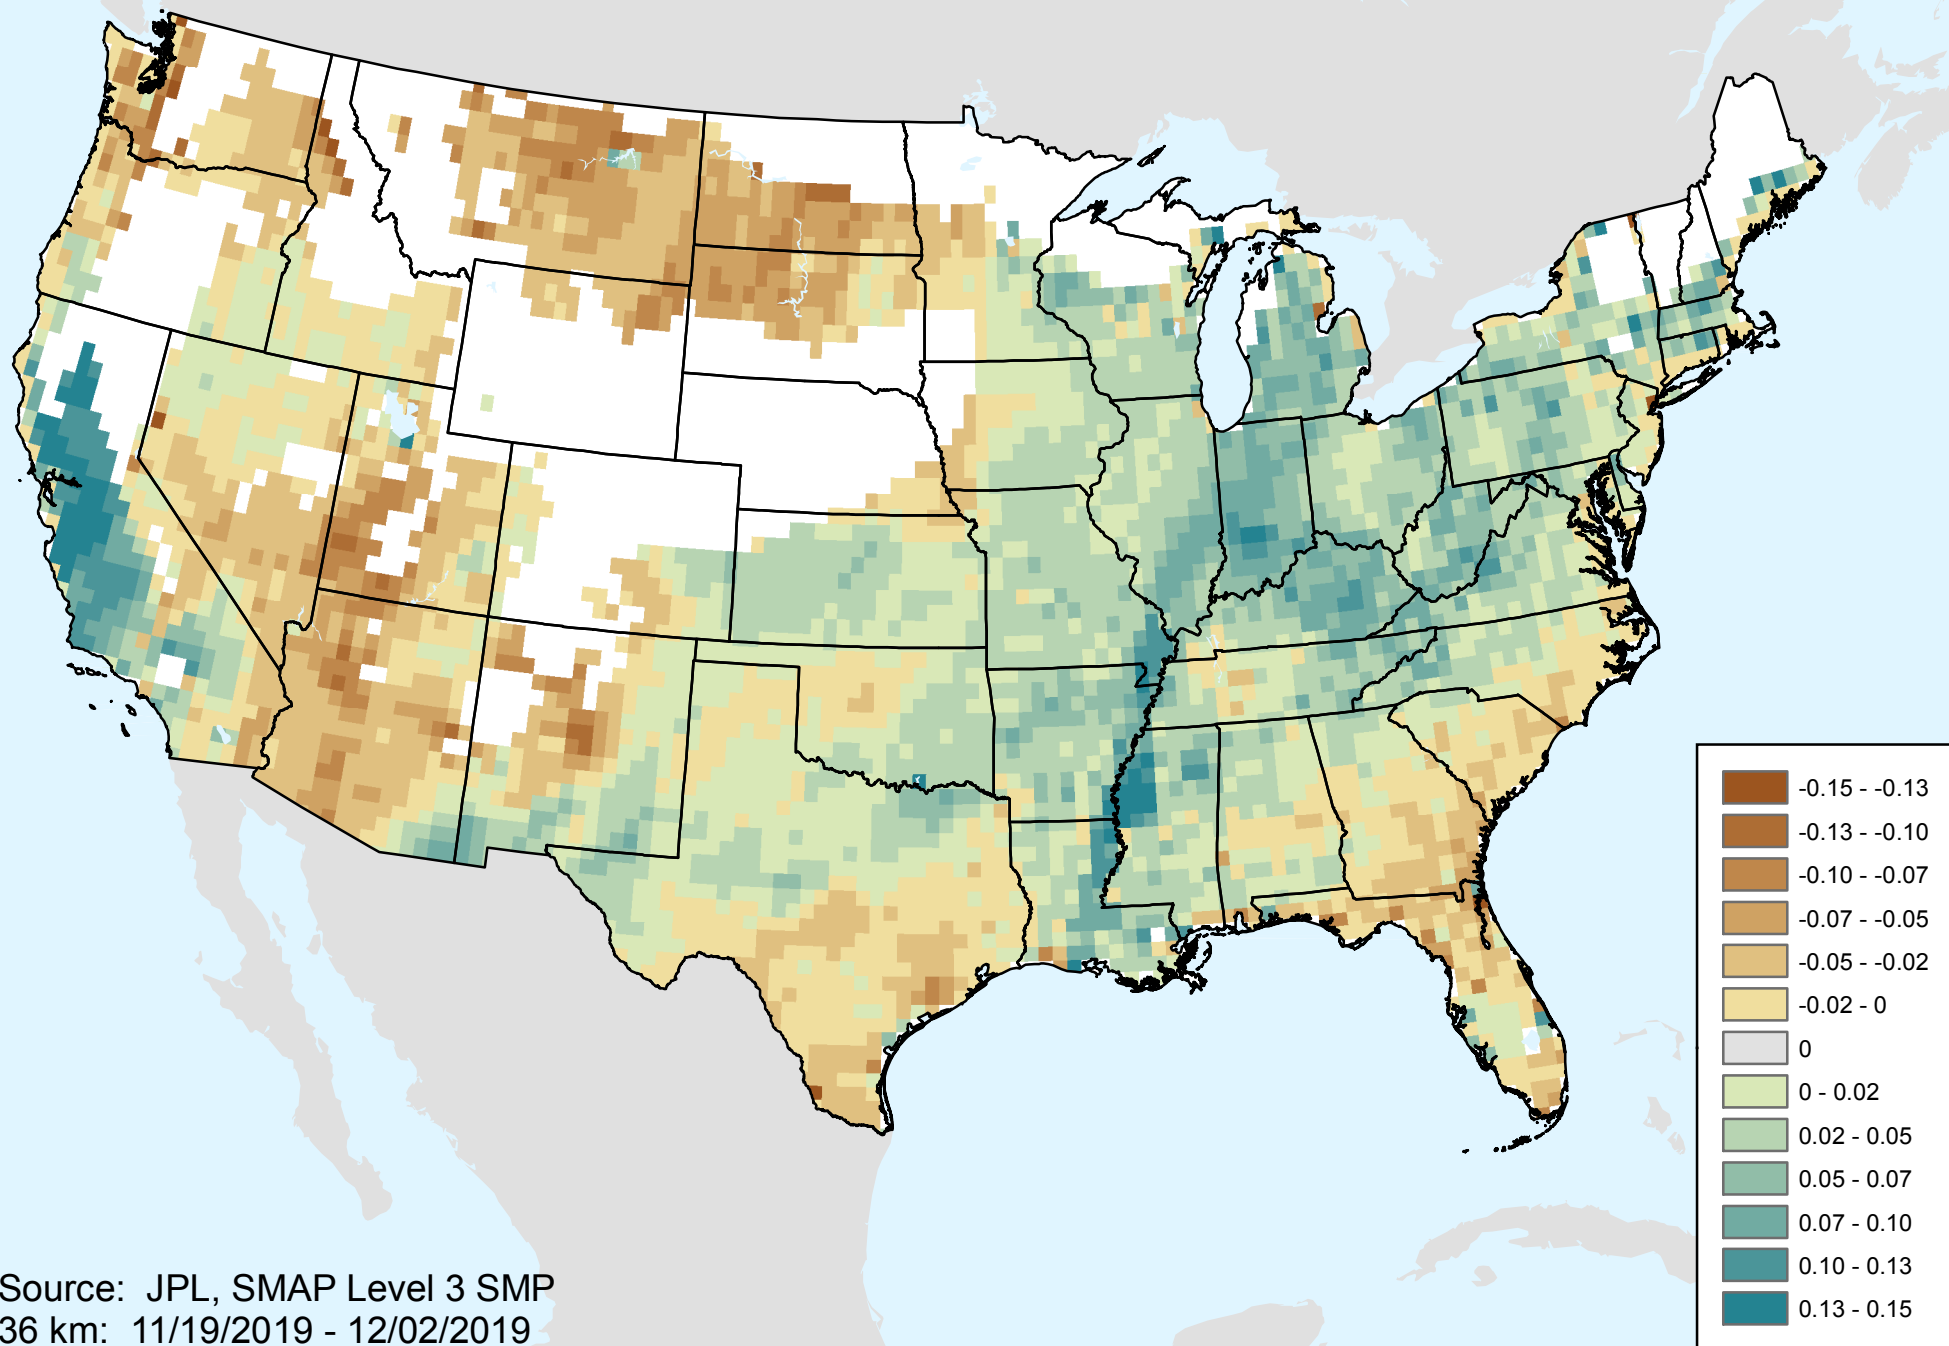 -0.15 - -0.13
-0.13 - -0.10
-0.10 - -0.07
-0.07 - -0.05
-0.05 - -0.02
-0.02 - 0
0
0 - 0.02
0.02 - 0.05
0.05 - 0.07
0.07 - 0.10
0.10 - 0.13
0.13 - 0.15
Source: JPL, SMAP Level 3 SMP
36 km: 11/19/2019 - 12/02/2019